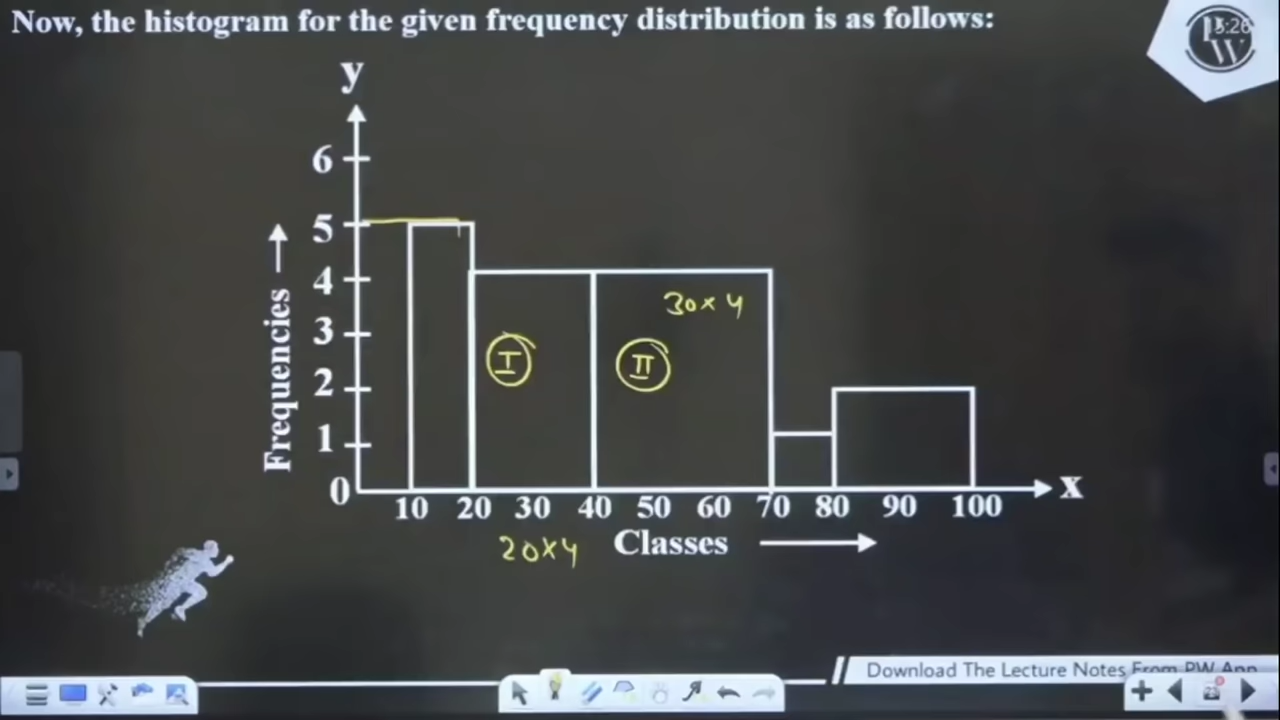 Now, the histogram for the given frequency distribution is as follows:
y
6
5
4
3
2
1
0
Frequencies
30×4
I
II
10 20 30 40 50 60 70 80 90 100
x
20×4
Classes
Download The Lecture Notes From PW App